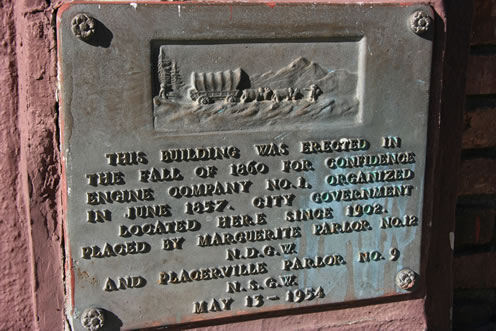 THIS BUILDING WAS ERECTED IN
THE FALL OF 1860 FOR CONFIDENCE
ENGINE COMPANY NO.1. ORGANIZED
IN JUNE 1857. CITY GOVERNMENT
LOCATED HERE SINCE 1902.
PLACED BY MARGUERITE PARLOR NO.12
N.D.G.W.
AND PLACERVILLE PARLOR NO. 9
N.S.G.W.
MAY 13 - 1954